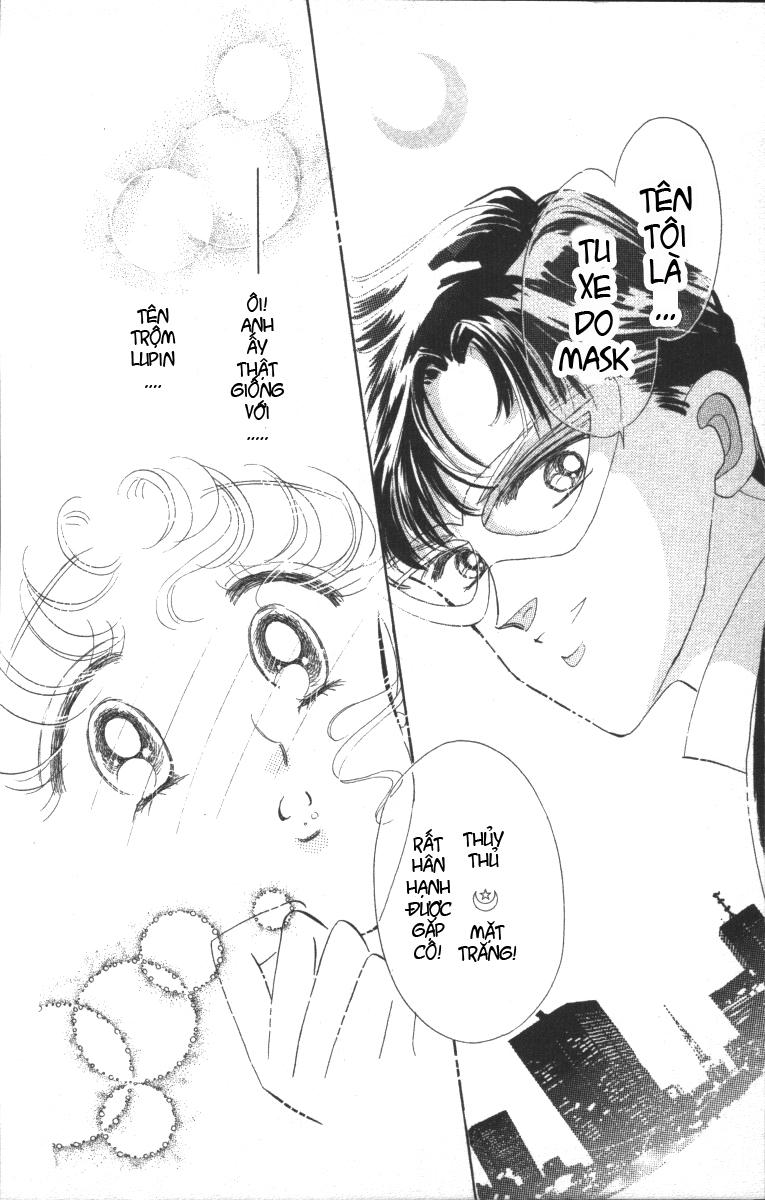 TÊN
TÔI
LÀ
...
TU
XE
DO
MASK
ÔI!
ANH
ẤY
THẬT
GIỐNG
VỚI
.....
TÊN
TRỘM
LUPIN
....
THỦY
THỦ
MẶT
TRĂNG!
RẤT
HÂN
HẠNH
ĐƯỢC
GẶP
CÔ!